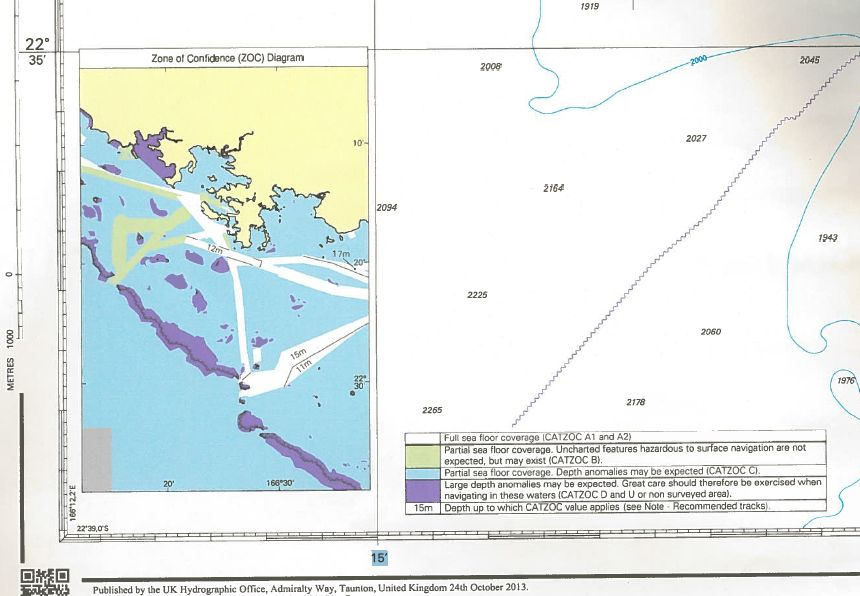 1919
22°
35'
Zone of Confidence (ZOC) Diagram
2008
2000
2045
10'
2027
2164
2094
12m
17m
20'
1943
2225
0
2060
15m
11m
METRES 1000
22°
30'
1976
2265
2178
Full sea floor coverage (CATZOC A1 and A2)
Partial sea floor coverage. Uncharted features hazardous to surface navigation are not
expected, but may exist (CATZOC B).
Partial sea floor coverage. Depth anomalies may be expected (CATZOC C).
Large depth anomalies may be expected. Great care should therefore be exercised when
navigating in these waters (CATZOC D and U or non surveyed area).
15m Depth up to which CATZOC value applies (see Note - Recommended tracks).
20'
166°30'
166°12,2'E
22°39,0'S
15'
Published by the UK Hydrographic Office, Admiralty Way, Taunton, United Kingdom 24th October 2013.